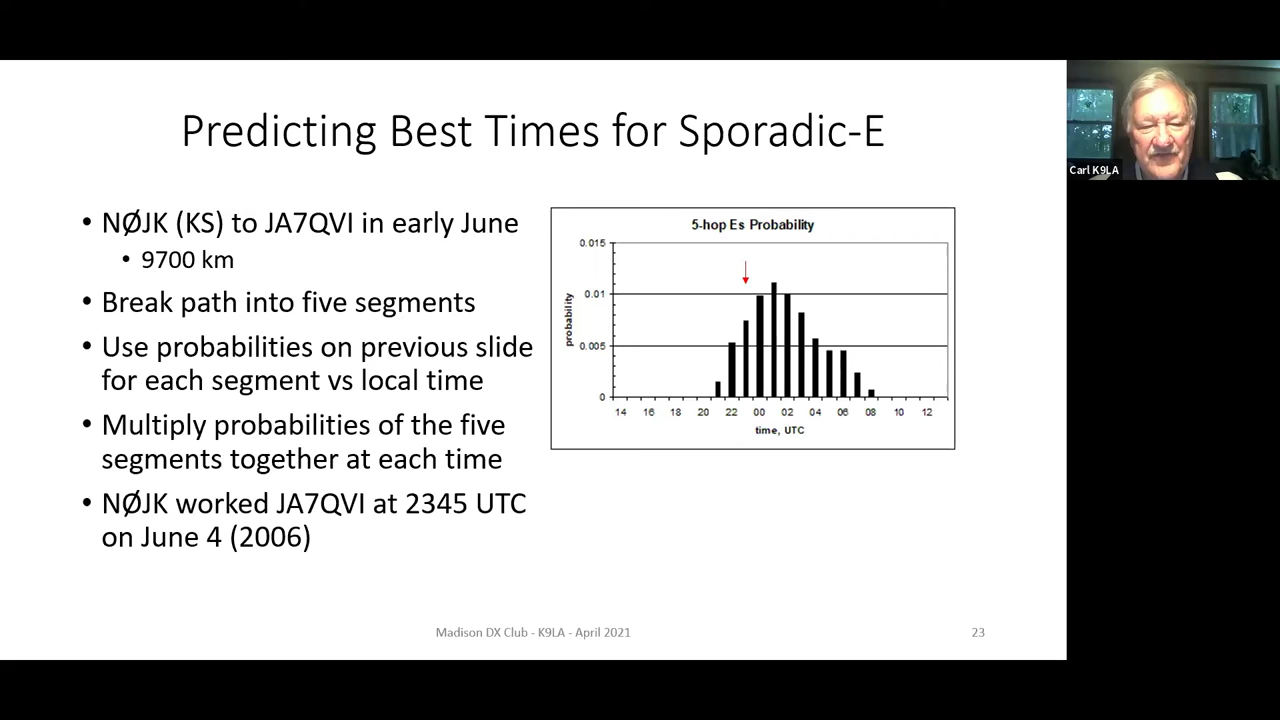 Predicting Best Times for Sporadic-E
• NØJK (KS) to JA7QVI in early June
• 9700 km
• Break path into five segments
• Use probabilities on previous slide
for each segment vs local time
• Multiply probabilities of the five
segments together at each time
• NØJK worked JA7QVI at 2345 UTC
on June 4 (2006)
5-hop Es Probability
0.015
0.01
0.005
0
probability
14 16 18 20 22 00 02 04 06 08 10 12
time, UTC
Madison DX Club - K9LA - April 2021
23
Carl K9LA